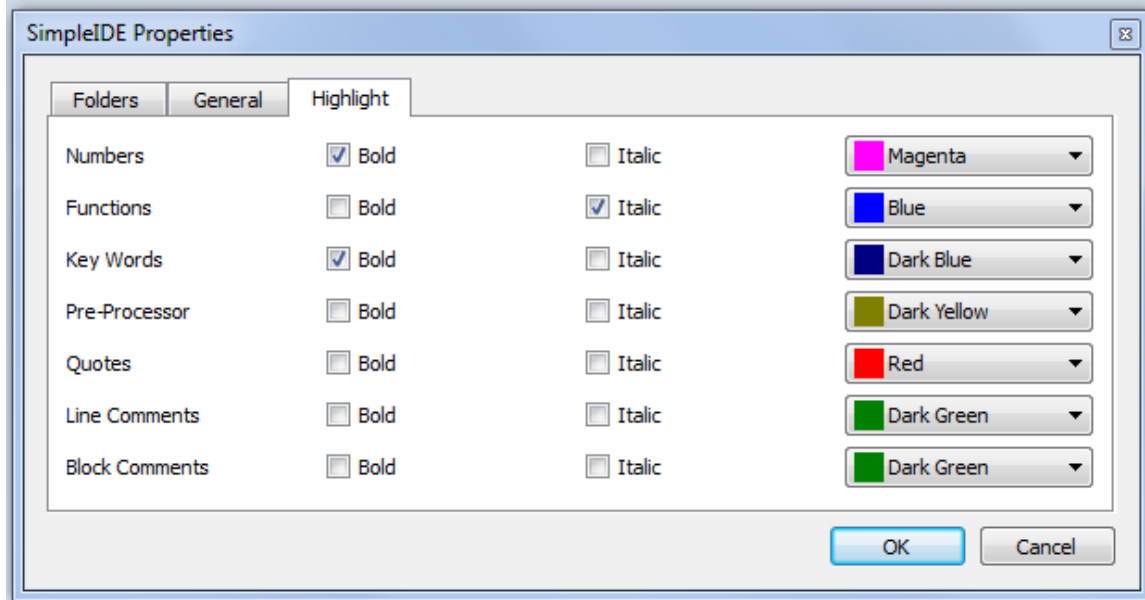 SimpleIDE Properties
Folders General Highlight
Numbers Bold Italic Magenta
Functions Bold Italic Blue
Key Words Bold Italic Dark Blue
Pre-Processor Bold Italic Dark Yellow
Quotes Bold Italic Red
Line Comments Bold Italic Dark Green
Block Comments Bold Italic Dark Green
OK Cancel